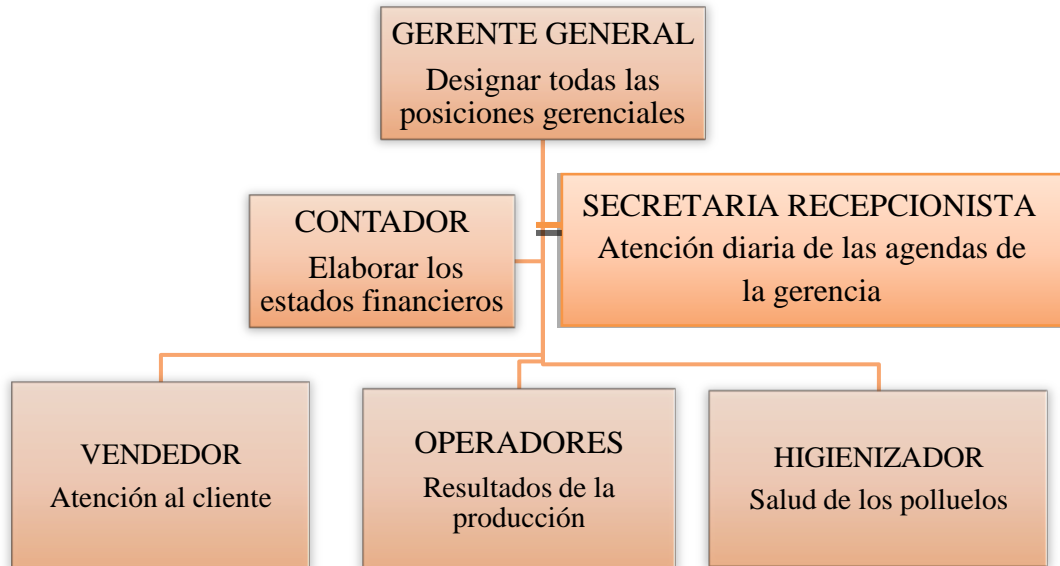 GERENTE GENERAL
Designar todas las
posiciones gerenciales
CONTADOR
Elaborar los
estados financieros
SECRETARIA RECEPCIONISTA
Atención diaria de las agendas de
la gerencia
VENDEDOR
Atención al cliente
OPERADORES
Resultados de la
producción
HIGIENIZADOR
Salud de los polluelos